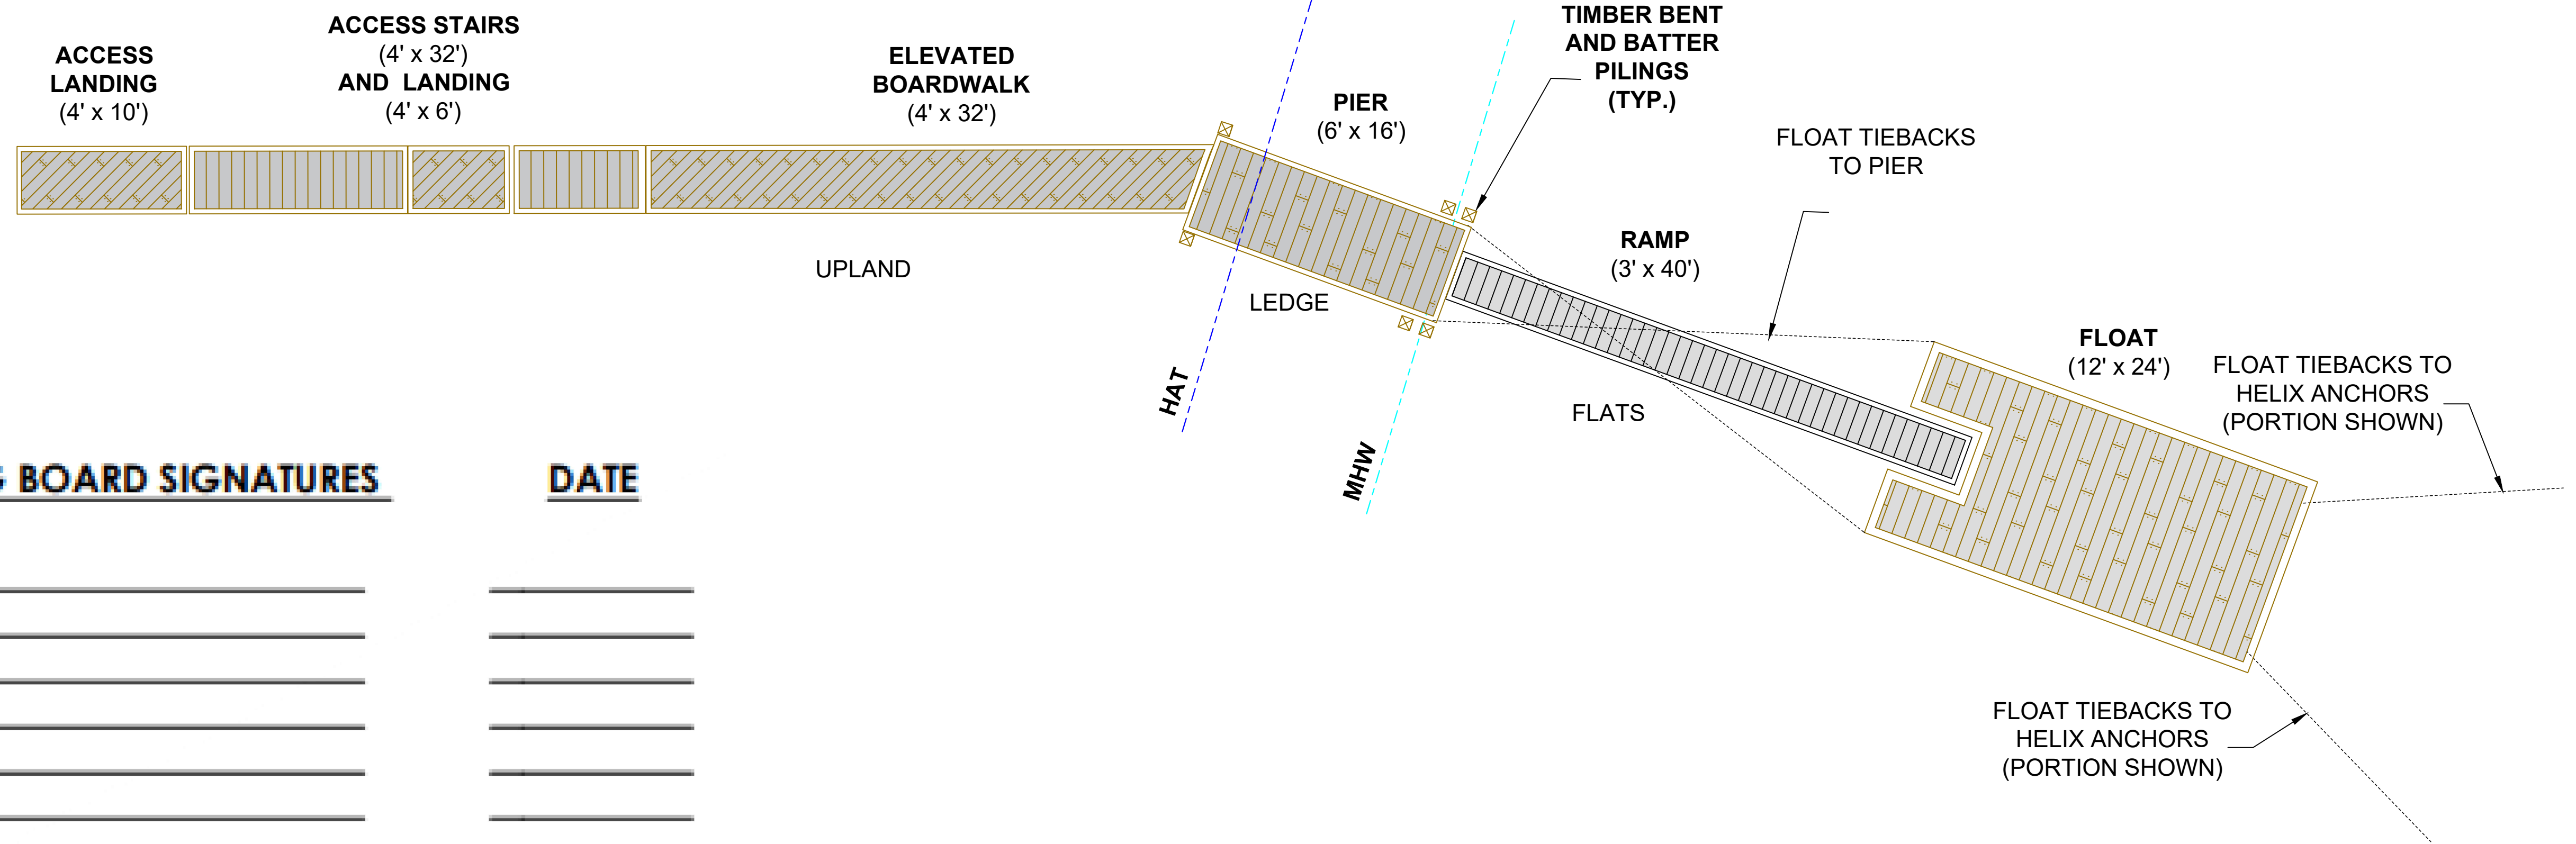 ACCESS
LANDING
(4' x 10')
ACCESS STAIRS
(4' x 32')
AND LANDING
(4' x 6')
ELEVATED
BOARDWALK
(4' x 32')
PIER
(6' x 16')
TIMBER BENT
AND BATTER
PILINGS
(TYP.)
FLOAT TIEBACKS
TO PIER
RAMP
(3' x 40')
UPLAND
LEDGE
HAT
MHW
FLATS
FLOAT
(12' x 24')
FLOAT TIEBACKS TO
HELIX ANCHORS
(PORTION SHOWN)
FLOAT TIEBACKS TO
HELIX ANCHORS
(PORTION SHOWN)
BOARD SIGNATURES
DATE